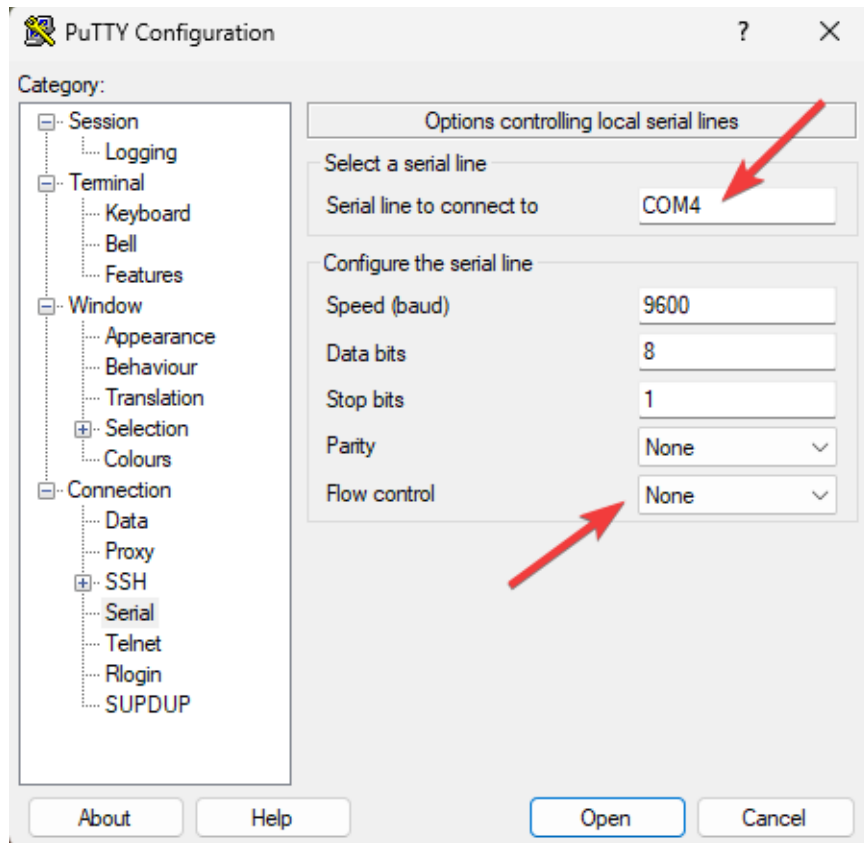 PuTTY Configuration ? ×
Category:
Session
Logging
Terminal
Keyboard
Bell
Features
Window
Appearance
Behaviour
Translation
Selection
Colours
Connection
Data
Proxy
SSH
Serial
Telnet
Rlogin
SUPDUP
Options controlling local serial lines
Select a serial line
Serial line to connect to COM4
Configure the serial line
Speed (baud) 9600
Data bits 8
Stop bits 1
Parity None
Flow control None
About Help Open Cancel